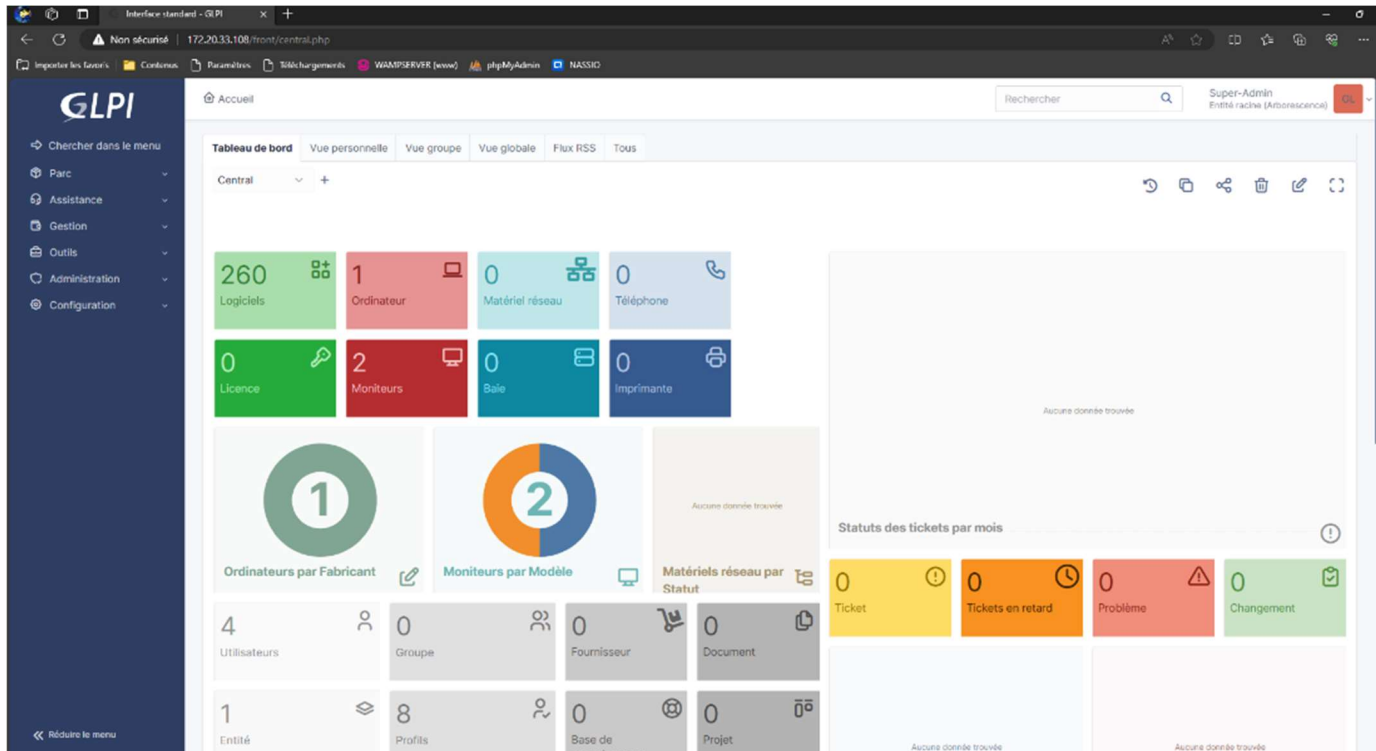 Interface standard - GLPI
Non sécurisé
172.20.33.108/front/central.php
Importer les favoris
Contenus
Paramètres
Téléchargements
WAMPSERVER (www)
phpMyAdmin
NASSIO
GLPI
Accueil
Rechercher
Super-Admin
Entité racine (Arborescence)
GL
Chercher dans le menu
Parc
Assistance
Gestion
Outils
Administration
Configuration
Réduire le menu
Tableau de bord
Vue personnelle
Vue groupe
Vue globale
Flux RSS
Tous
Central
260
Logiciels
1
Ordinateur
0
Matériel réseau
0
Téléphone
0
Licence
2
Moniteurs
0
Baie
0
Imprimante
1
Ordinateurs par Fabricant
2
Moniteurs par Modèle
Aucune donnée trouvée
Matériels réseau par
Statut
4
Utilisateurs
0
Groupe
0
Fournisseur
0
Document
1
Entité
8
Profils
0
Base de
0
Projet
Aucune donnée trouvée
Statuts des tickets par mois
0
Ticket
0
Tickets en retard
0
Problème
0
Changement
Aucune donnée trouvée
Aucune donnée trouvée